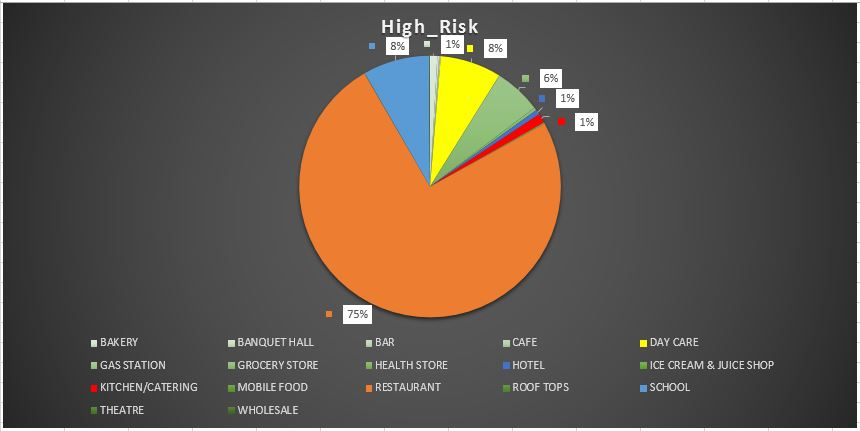 High_Risk
8%
1%
8%
6%
1%
1%
75%
BAKERY BANQUET HALL BAR CAFE DAY CARE
GAS STATION GROCERY STORE HEALTH STORE HOTEL ICE CREAM & JUICE SHOP
KITCHEN/CATERING MOBILE FOOD RESTAURANT ROOF TOPS SCHOOL
THEATRE WHOLESALE